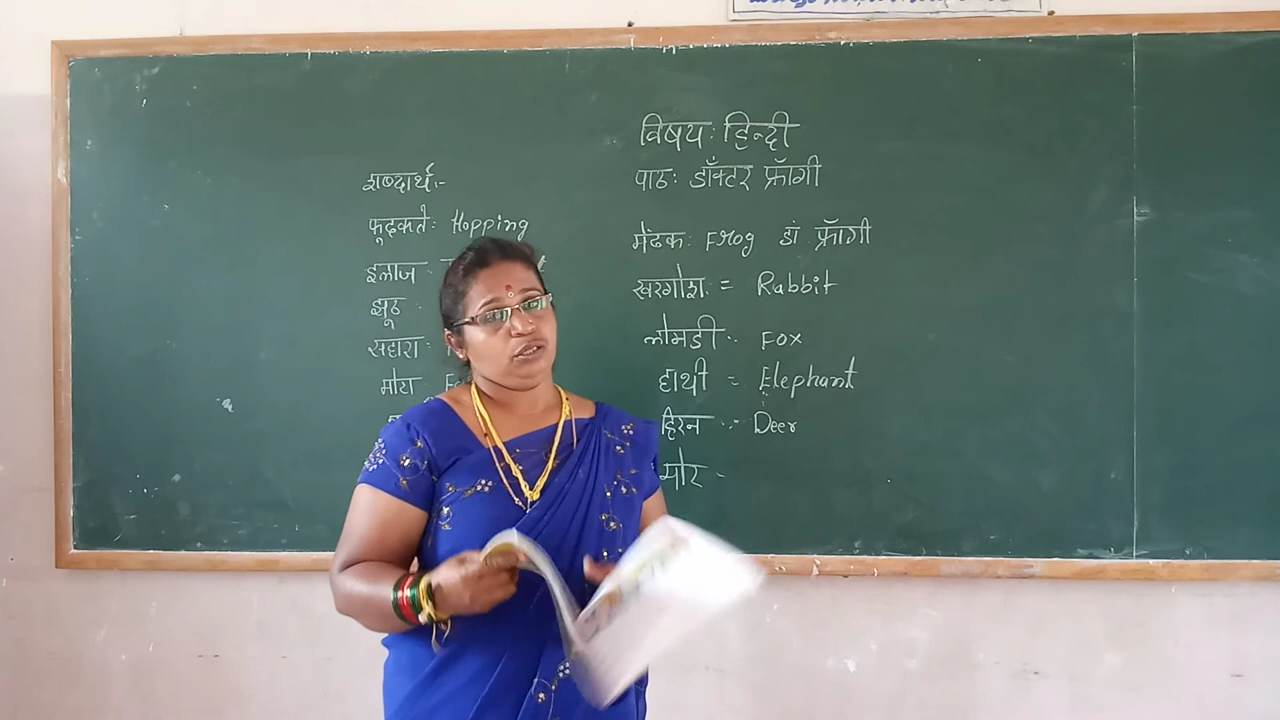 विषय: हिन्दी
पाठ: डॉक्टर फ्रॉगी
शब्दार्थ:-
फूदकते: Hopping
इलाज
झूठ
सहारा
मोटा
मेंढक: Frog डां फ्रॉगी
खरगोश: = Rabbit
लोमडी :- Fox
हाथी = Elephant
हिरन :- Deer
मोर -